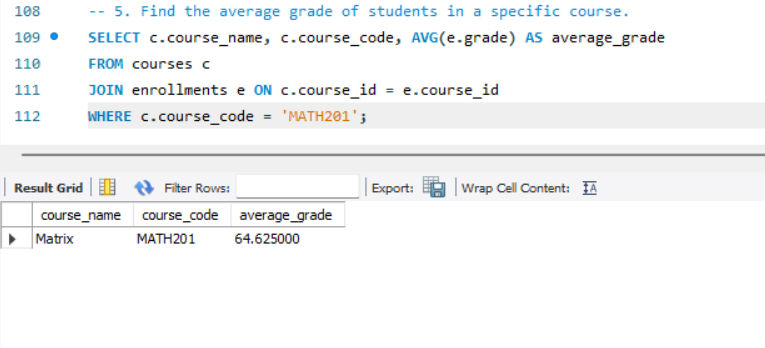 108 -- 5. Find the average grade of students in a specific course.
109 SELECT c.course_name, c.course_code, AVG(e.grade) AS average_grade
110 FROM courses c
111 JOIN enrollments e ON c.course_id = e.course_id
112 WHERE c.course_code = 'MATH201';
Result Grid Filter Rows: Export: Wrap Cell Content: IA
course_name course_code average_grade
Matrix MATH201 64.625000